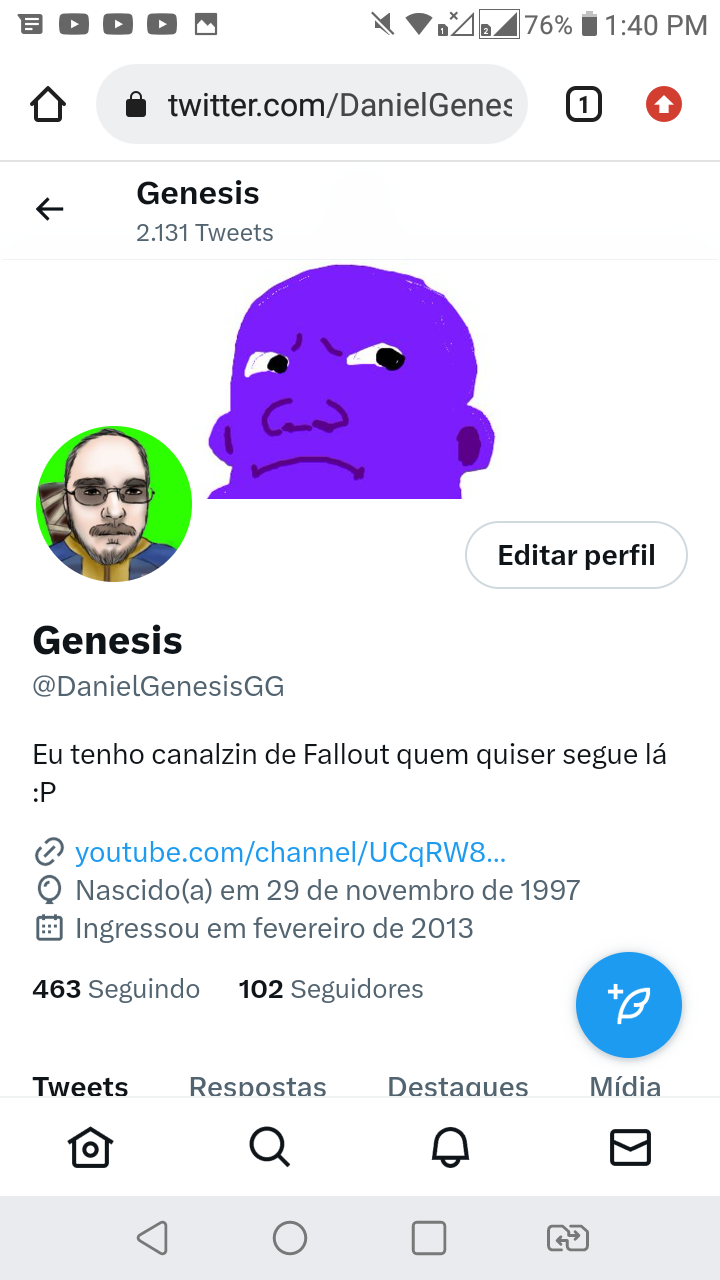 76% 1:40 PM
twitter.com/DanielGenes
1
Genesis
2.131 Tweets
Editar perfil
Genesis
@DanielGenesisGG
Eu tenho canalzin de Fallout quem quiser segue lá
:P
youtube.com/channel/UCqRW8...
Nascido(a) em 29 de novembro de 1997
Ingressou em fevereiro de 2013
463 Seguindo 102 Seguidores
Tweets Respostas Destaques Mídia